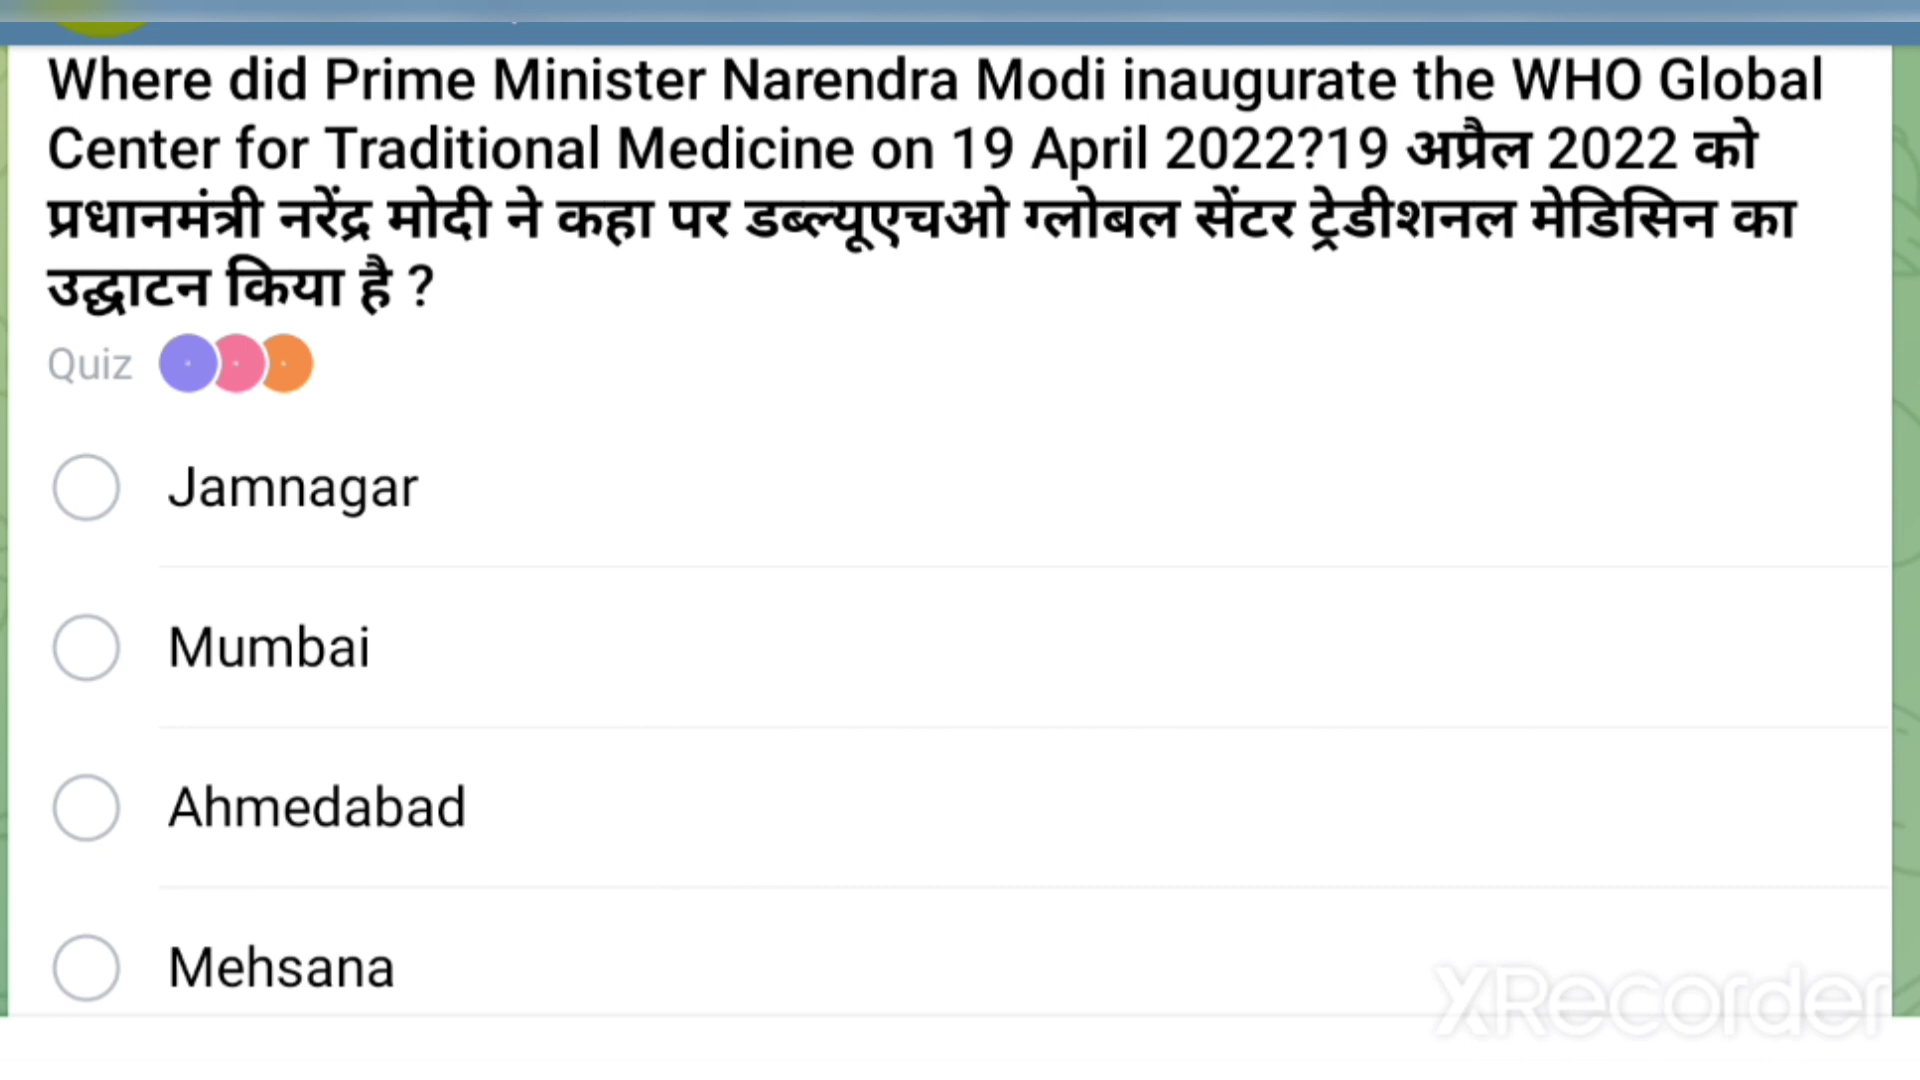 Where did Prime Minister Narendra Modi inaugurate the WHO Global
Center for Traditional Medicine on 19 April 2022?19 अप्रैल 2022 को
प्रधानमंत्री नरेंद्र मोदी ने कहा पर डब्ल्यूएचओ ग्लोबल सेंटर ट्रेडीशनल मेडिसिन का
उद्घाटन किया है ?
Quiz
Jamnagar
Mumbai
Ahmedabad
Mehsana
XRecorder